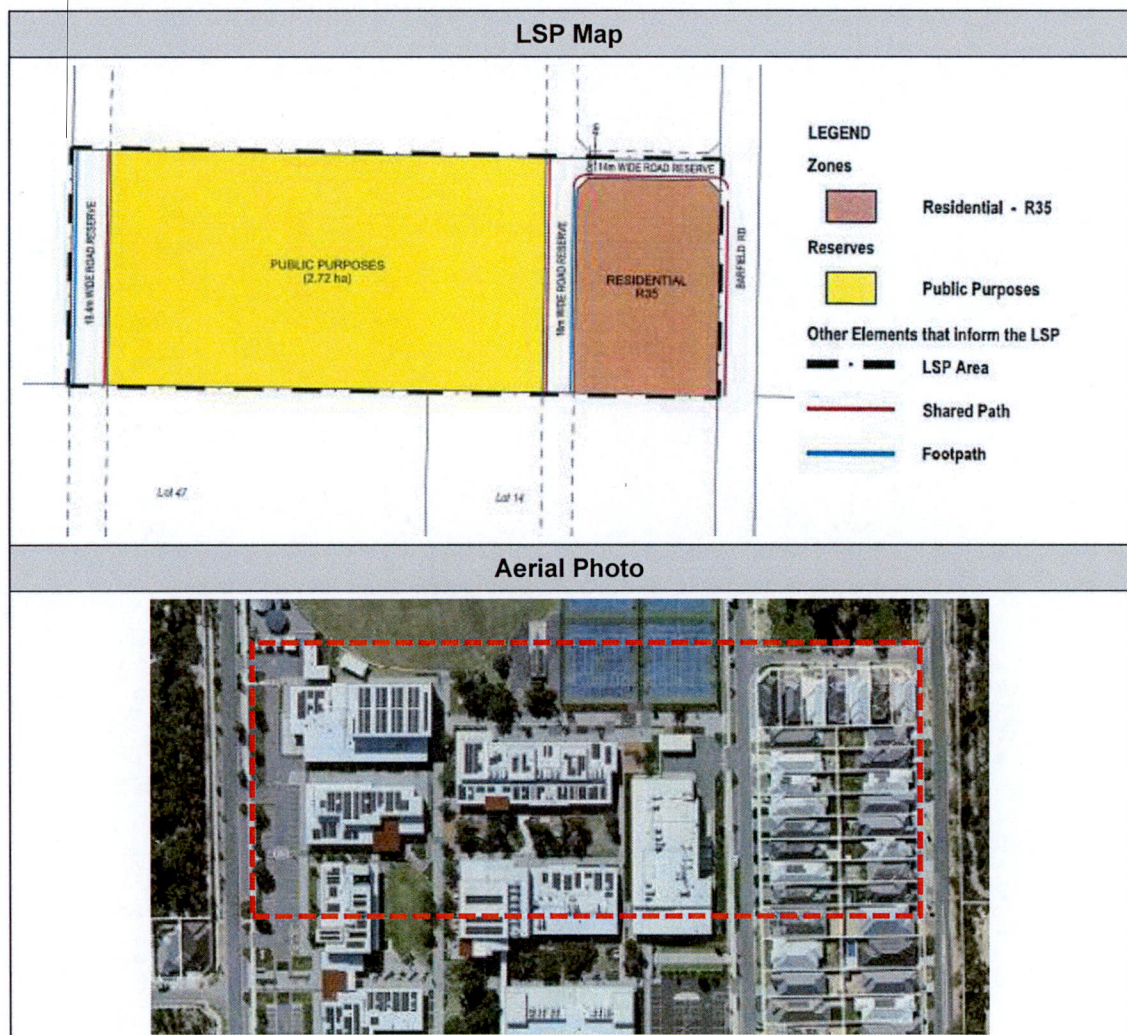 LSP Map
114m WIDE ROAD RESERVE
PUBLIC PURPOSES
(2.72 ha)
RESIDENTIAL
R35
WIDE ROAD RESERVE
WIDE ROAD RESERVE
BARFIELD RD
Lot 47
Lot 14
LEGEND
Zones
Residential - R35
Reserves
Public Purposes
Other Elements that inform the LSP
LSP Area
Shared Path
Footpath
Aerial Photo